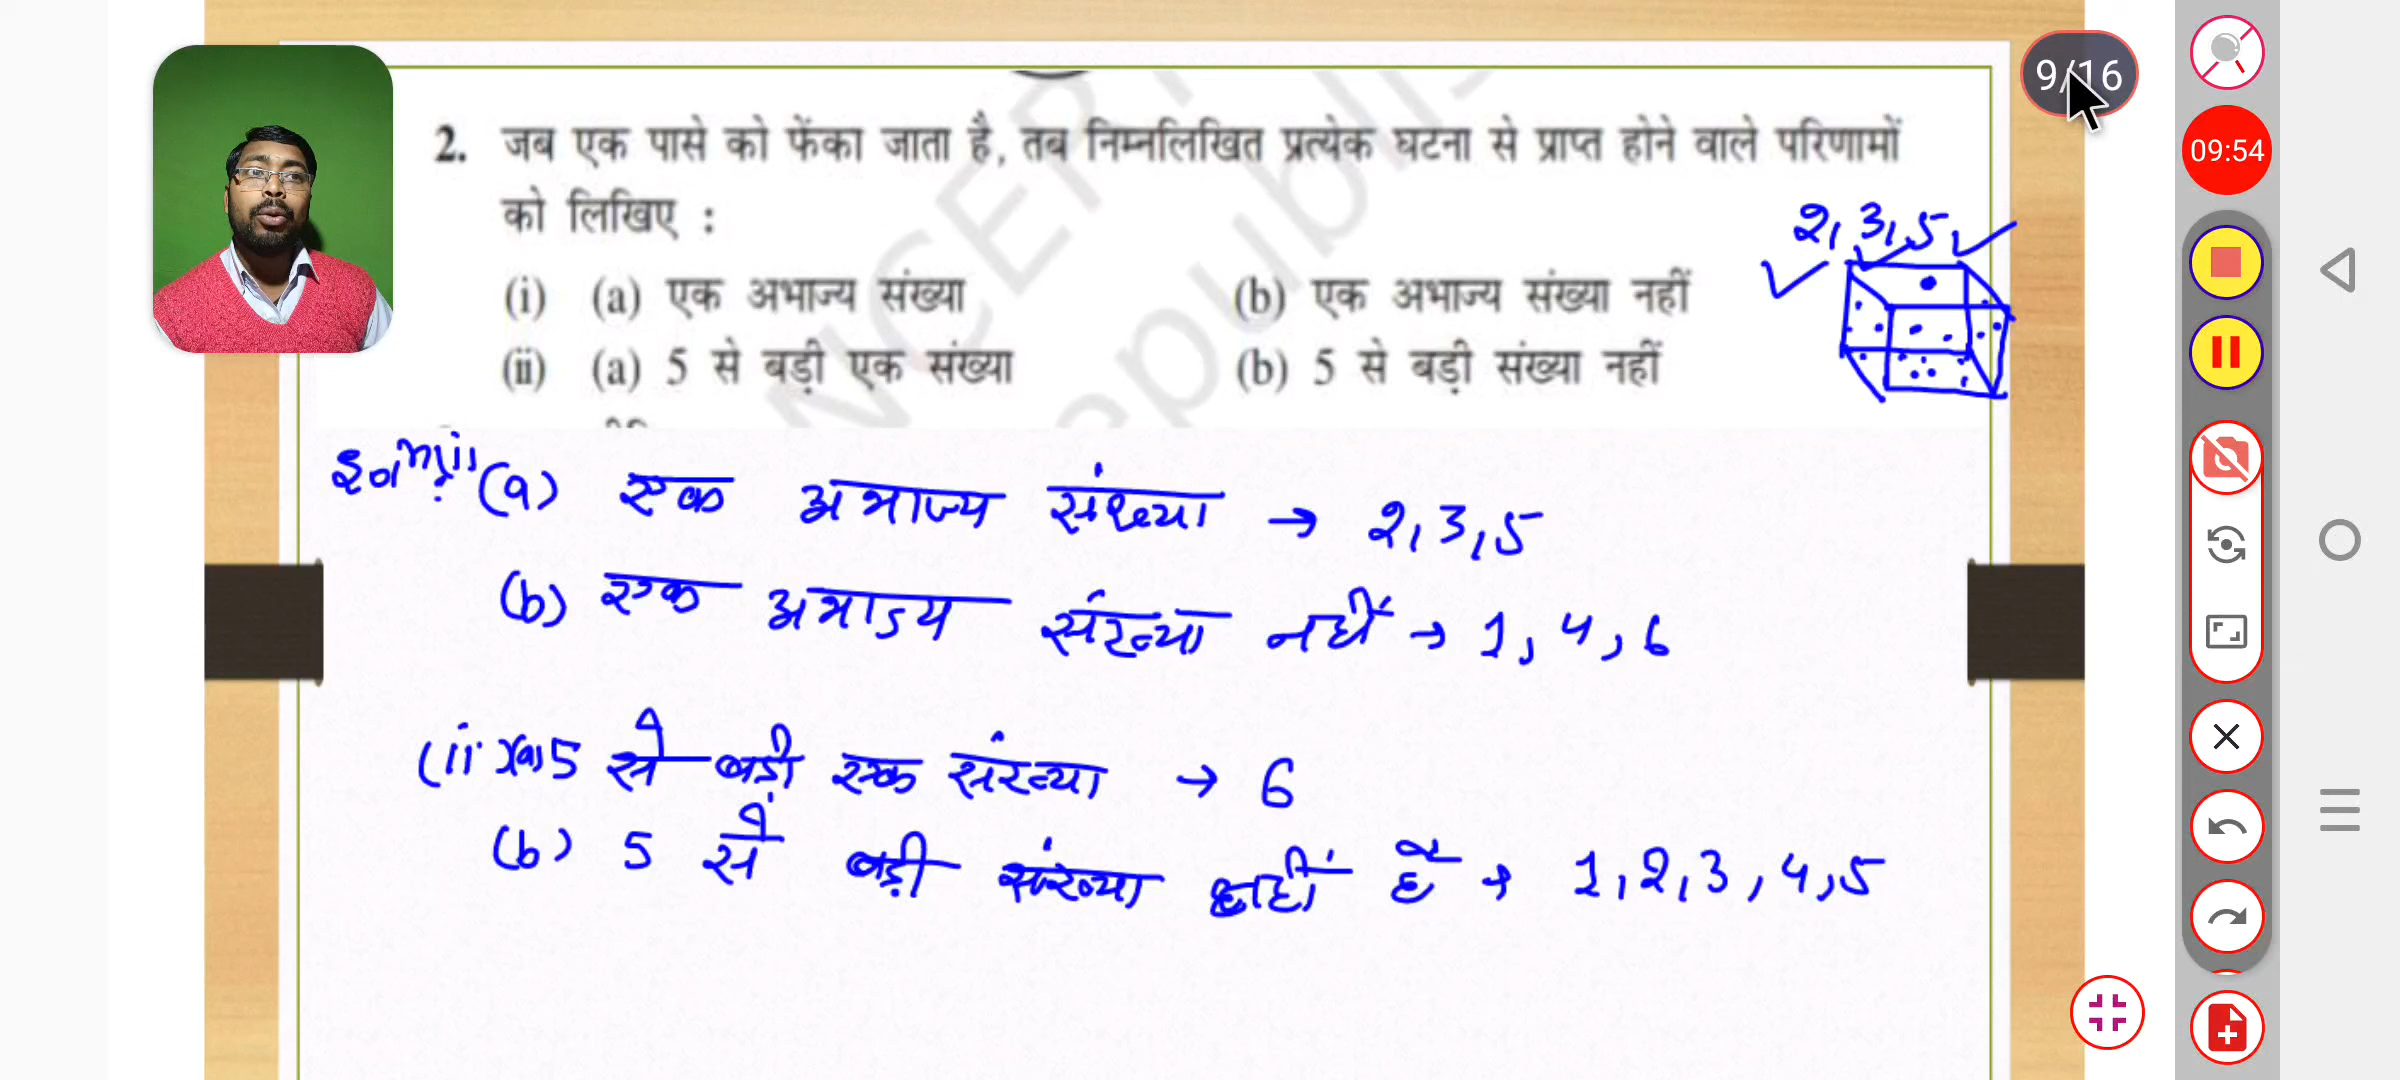 9/16
09:54
2. जब एक पासे को फेंका जाता है, तब निम्नलिखित प्रत्येक घटना से प्राप्त होने वाले परिणामों
को लिखिए :
2, 3, 5
(i) (a) एक अभाज्य संख्या (b) एक अभाज्य संख्या नहीं
(ii) (a) 5 से बड़ी एक संख्या (b) 5 से बड़ी संख्या नहीं
(a) एक अभाज्य संख्या → 2, 3, 5
(b) एक अभाज्य संख्या नहीं → 1, 4, 6
(ii) (a) 5 से बड़ी एक संख्या → 6
(b) 5 से बड़ी संख्या नहीं है → 1, 2, 3, 4, 5